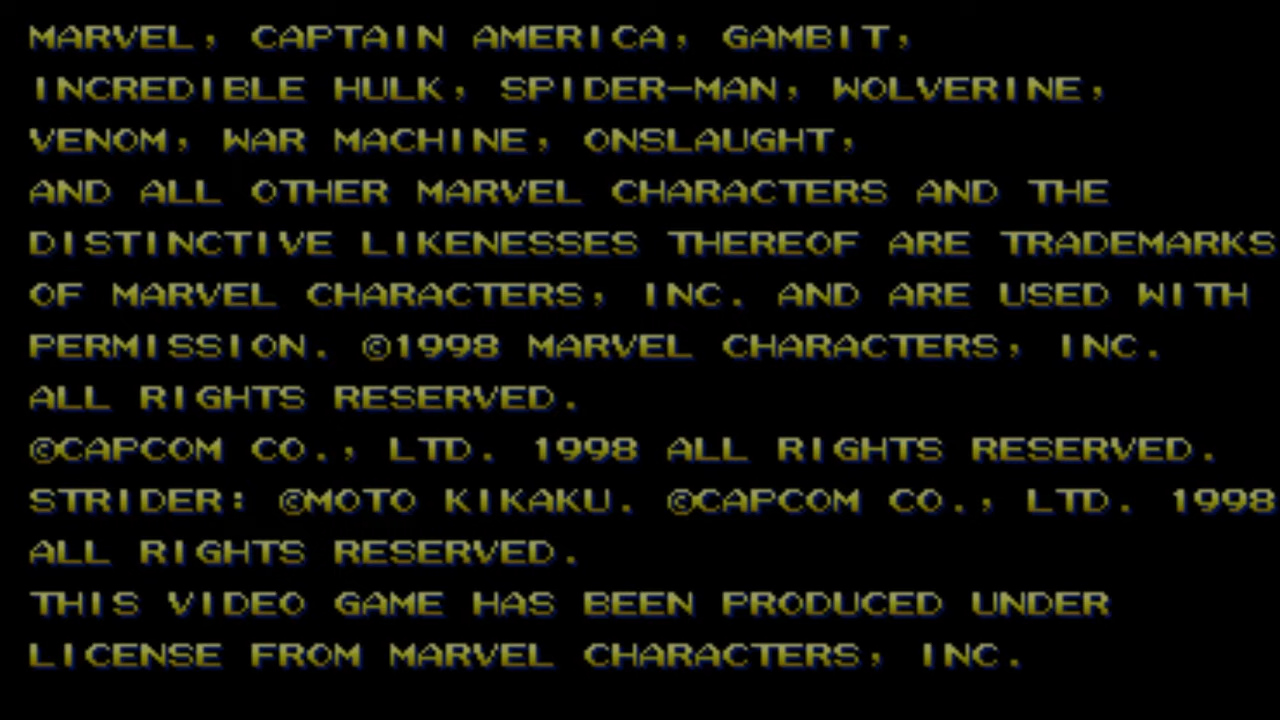 MARVEL, CAPTAIN AMERICA, GAMBIT,
INCREDIBLE HULK, SPIDER-MAN, WOLVERINE,
VENOM, WAR MACHINE, ONSLAUGHT,
AND ALL OTHER MARVEL CHARACTERS AND THE
DISTINCTIVE LIKENESSES THEREOF ARE TRADEMARKS
OF MARVEL CHARACTERS, INC. AND ARE USED WITH
PERMISSION. ©1998 MARVEL CHARACTERS, INC.
ALL RIGHTS RESERVED.
©CAPCOM CO., LTD. 1998 ALL RIGHTS RESERVED.
STRIDER: ©MOTO KIKAKU. ©CAPCOM CO., LTD. 1998
ALL RIGHTS RESERVED.
THIS VIDEO GAME HAS BEEN PRODUCED UNDER
LICENSE FROM MARVEL CHARACTERS, INC.